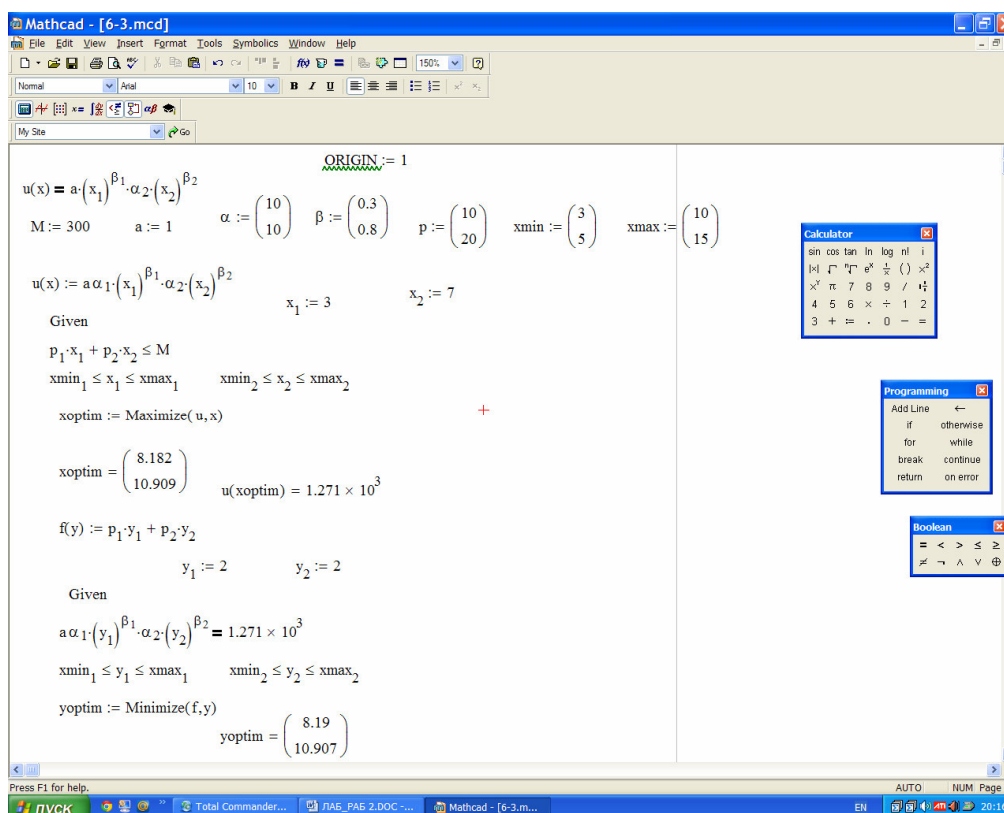 Mathcad - [6-3.mcd]
File Edit View Insert Format Tools Symbolics Window Help
150%
Normal Arial 10 B I U
My Site Go
ORIGIN := 1
u(x) = a·(x₁)^β₁·α₂·(x₂)^β₂
M := 300 a := 1 α := (10 10) β := (0.3 0.8) p := (10 20) xmin := (3 5) xmax := (10 15)
u(x) := a α₁·(x₁)^β₁·α₂·(x₂)^β₂
x₁ := 3 x₂ := 7
Given
p₁·x₁ + p₂·x₂ ≤ M
xmin₁ ≤ x₁ ≤ xmax₁ xmin₂ ≤ x₂ ≤ xmax₂
xoptim := Maximize(u,x)
xoptim = (8.182 10.909) u(xoptim) = 1.271 × 10³
f(y) := p₁·y₁ + p₂·y₂
y₁ := 2 y₂ := 2
Given
a α₁·(y₁)^β₁·α₂·(y₂)^β₂ = 1.271 × 10³
xmin₁ ≤ y₁ ≤ xmax₁ xmin₂ ≤ y₂ ≤ xmax₂
yoptim := Minimize(f,y)
yoptim = (8.19 10.907)
Calculator
sin cos tan ln log n! i
|×| √ ⁿ√ eˣ 1/x ( ) ×²
×ʸ π 7 8 9 /
4 5 6 × ÷ 1 2
3 + := . 0 − =
Programming
Add Line ←
if otherwise
for while
break continue
return on error
Boolean
= < > ≤ ≥
≠ ¬ ∧ ∨ ⊕
Press F1 for help.
AUTO NUM Page
пуск Total Commander... ЛАБ_РАБ 2.DOC -... Mathcad - [6-3.m... EN 20:16